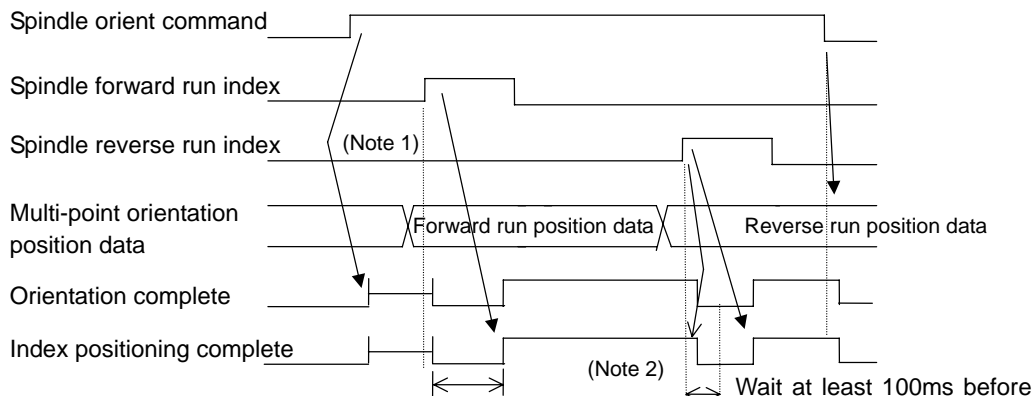 Spindle orient command
Spindle forward run index
Spindle reverse run index
(Note 1)
Multi-point orientation
position data
Forward run position data
Reverse run position data
Orientation complete
Index positioning complete
(Note 2)
Wait at least 100ms before